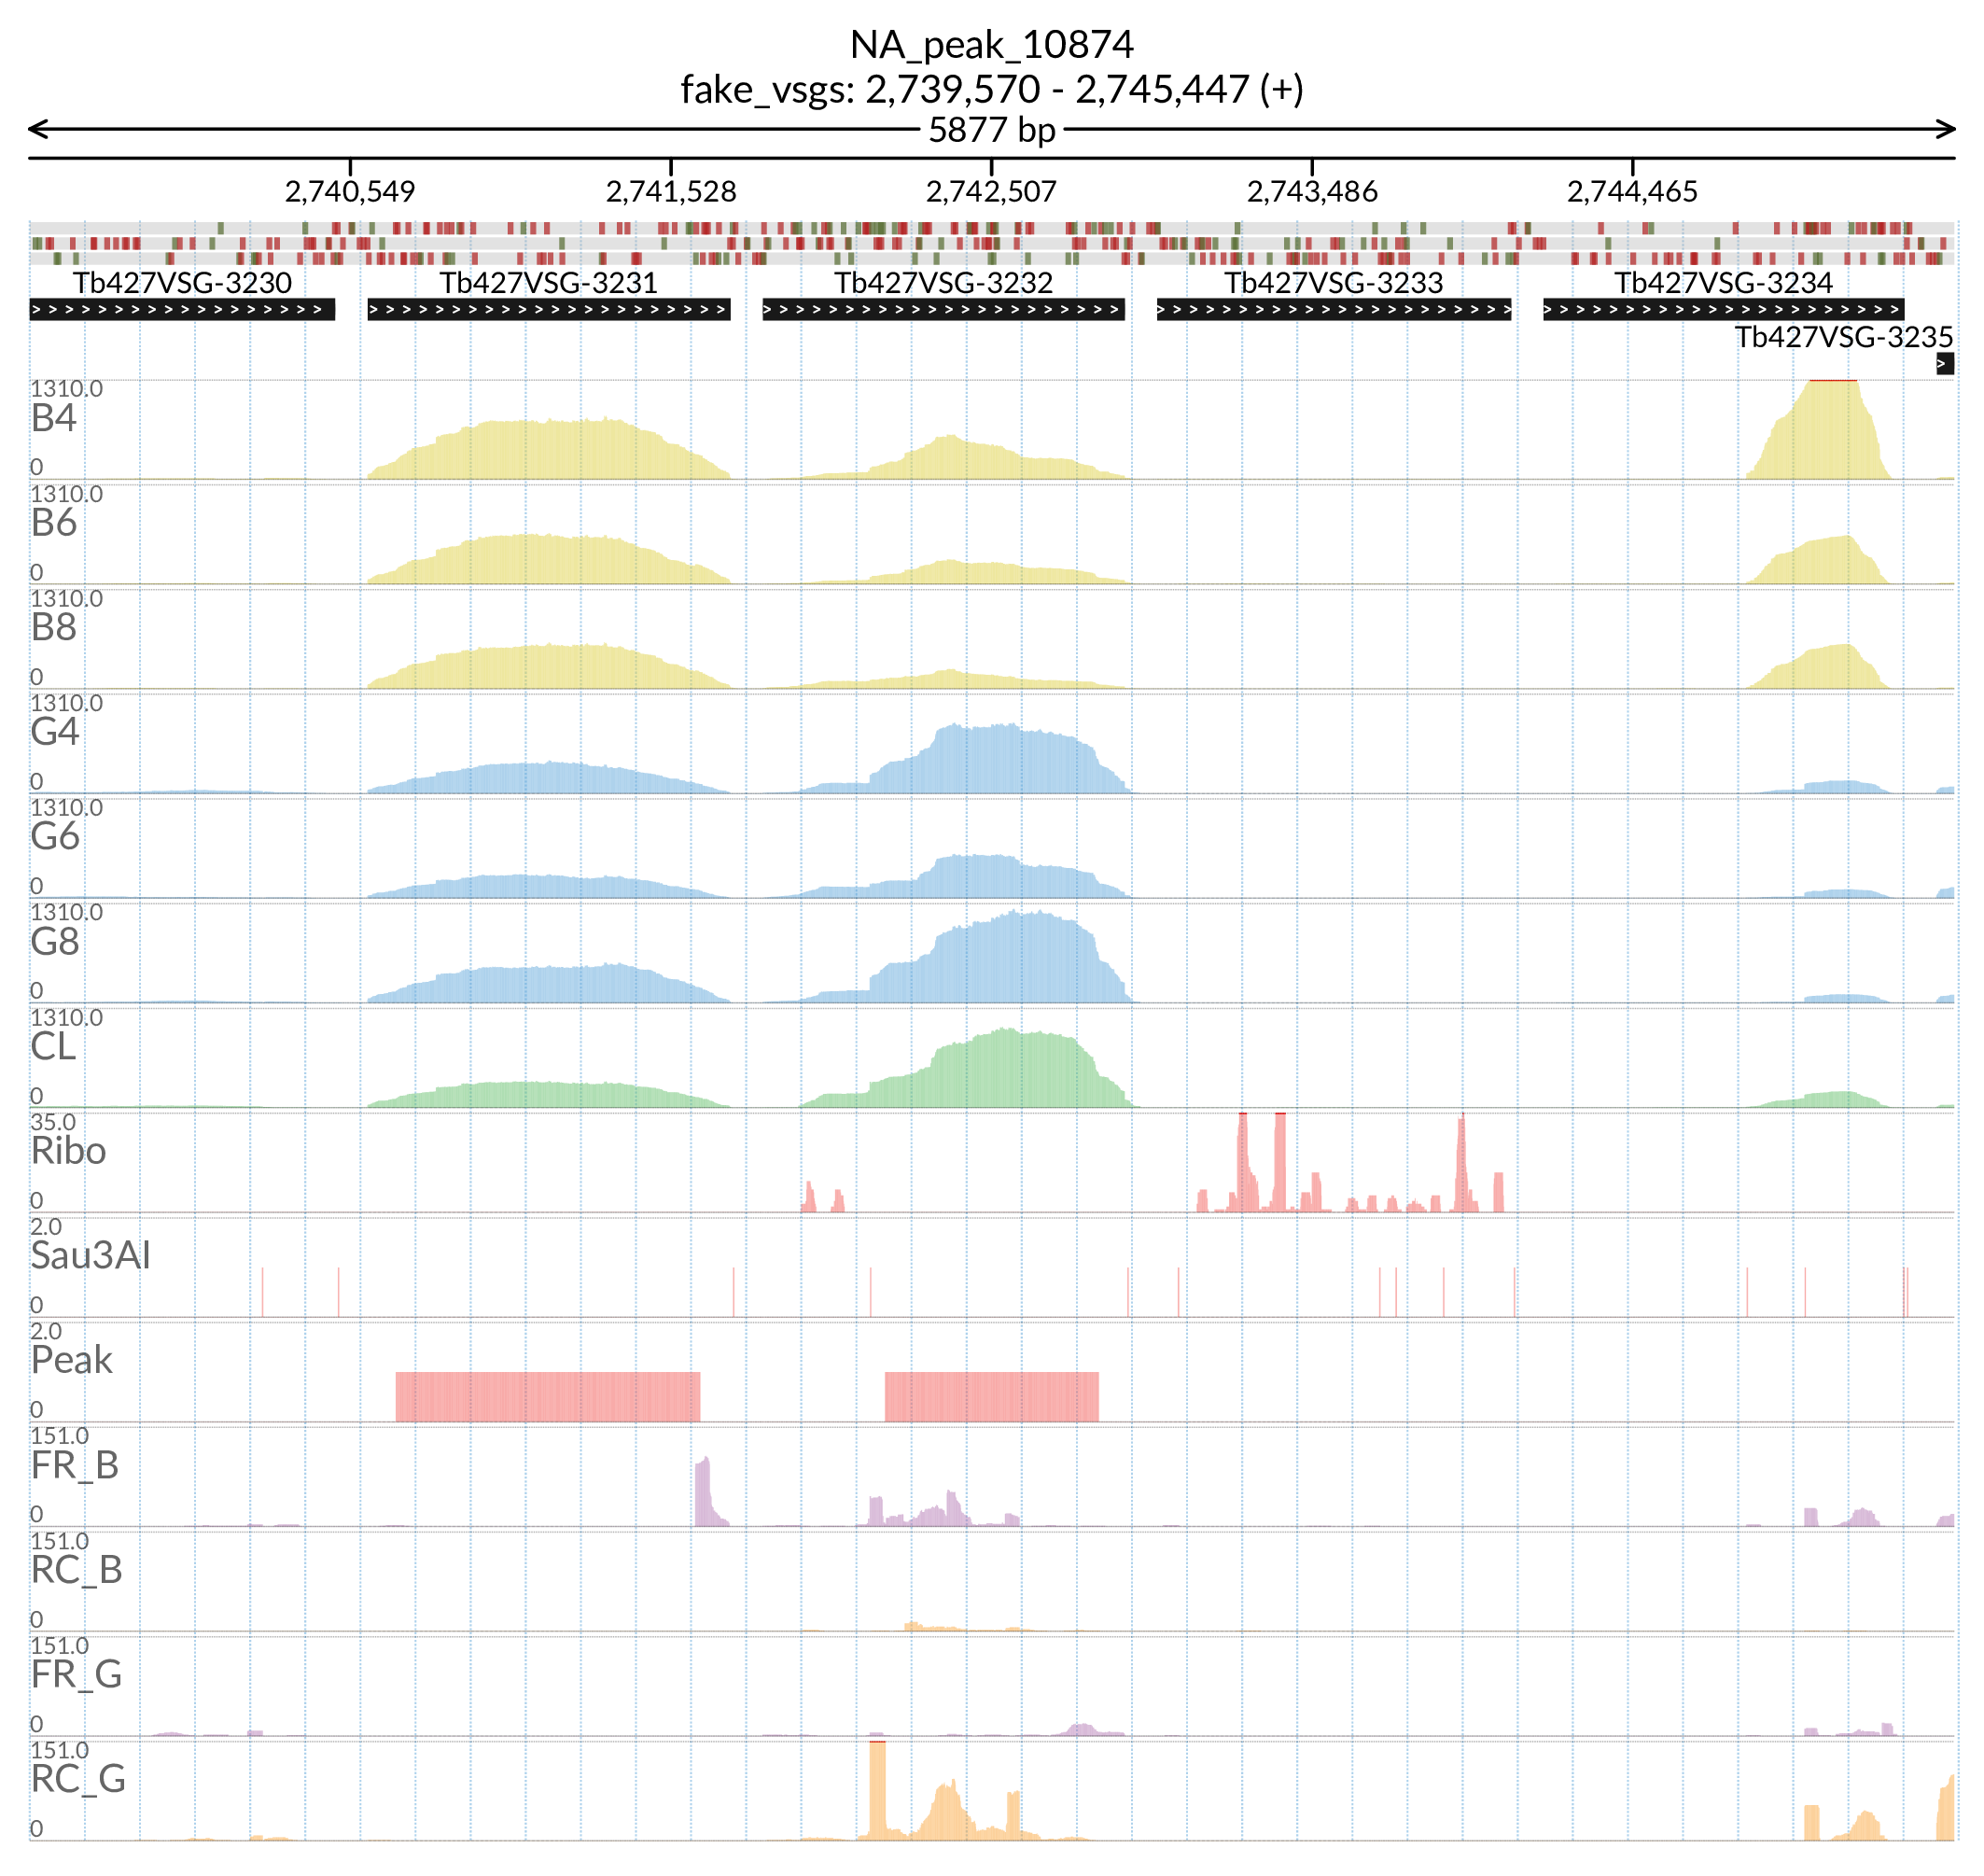 NA_peak_10874
fake_vsgs: 2,739,570 - 2,745,447 (+)
5877 bp
2,740,549 2,741,528 2,742,507 2,743,486 2,744,465
Tb427VSG-3230 Tb427VSG-3231 Tb427VSG-3232 Tb427VSG-3233 Tb427VSG-3234
Tb427VSG-3235
1310.0
B4
0
1310.0
B6
0
1310.0
B8
0
1310.0
G4
0
1310.0
G6
0
1310.0
G8
0
1310.0
CL
0
35.0
Ribo
0
2.0
Sau3AI
0
2.0
Peak
0
151.0
FR_B
0
151.0
RC_B
0
151.0
FR_G
0
151.0
RC_G
0